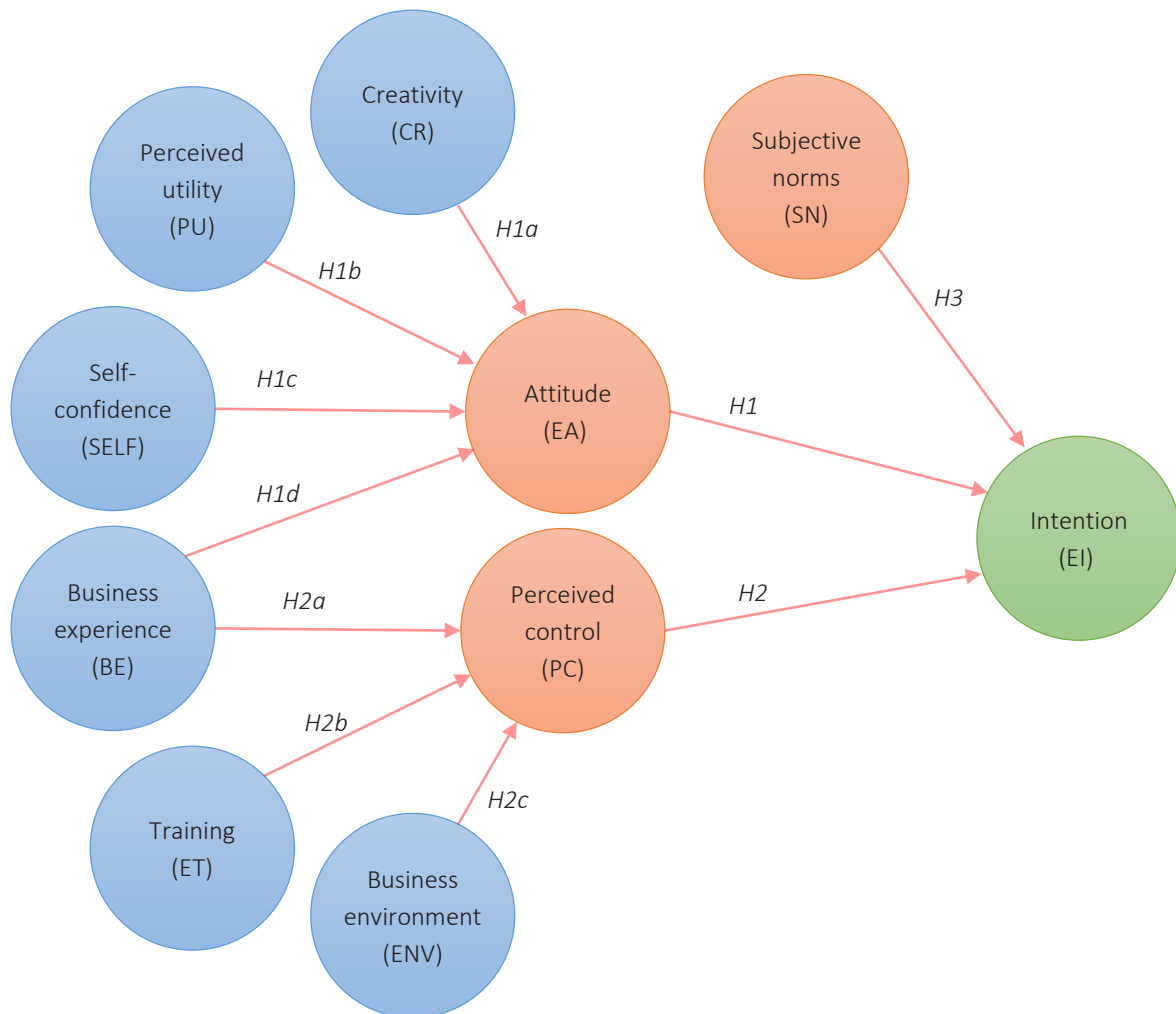 Creativity
(CR)
Perceived
utility
(PU)
Subjective
norms
(SN)
H1a
H1b
H3
Self-
confidence
(SELF)
H1c
Attitude
(EA)
H1
H1d
Intention
(EI)
Business
experience
(BE)
H2a
Perceived
control
(PC)
H2
H2b
H2c
Training
(ET)
Business
environment
(ENV)